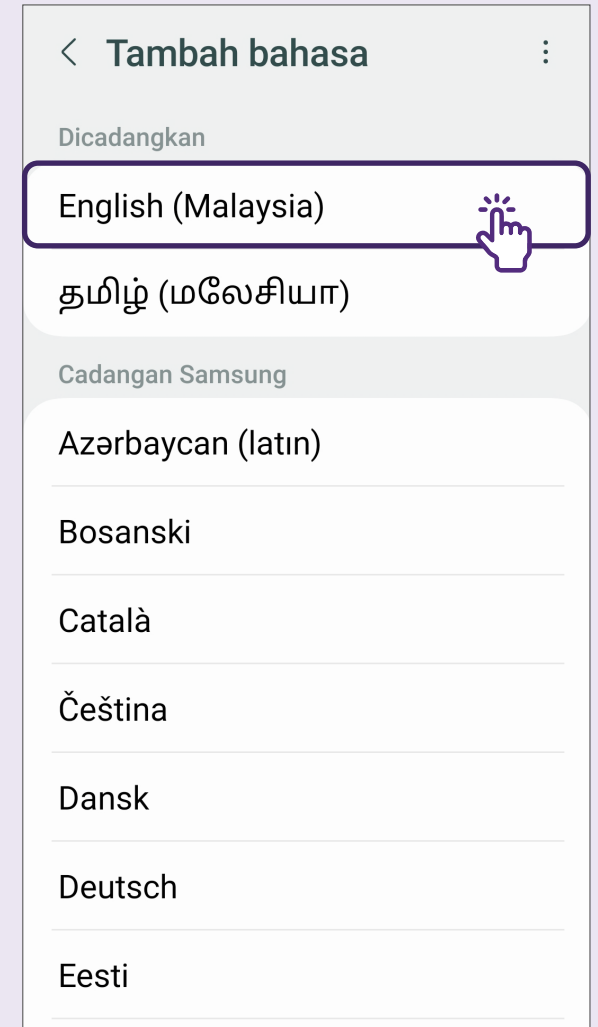 Tambah bahasa
Dicadangkan
English (Malaysia)
தமிழ் (மலேசியா)
Cadangan Samsung
Azərbaycan (latın)
Bosanski
Català
Čeština
Dansk
Deutsch
Eesti